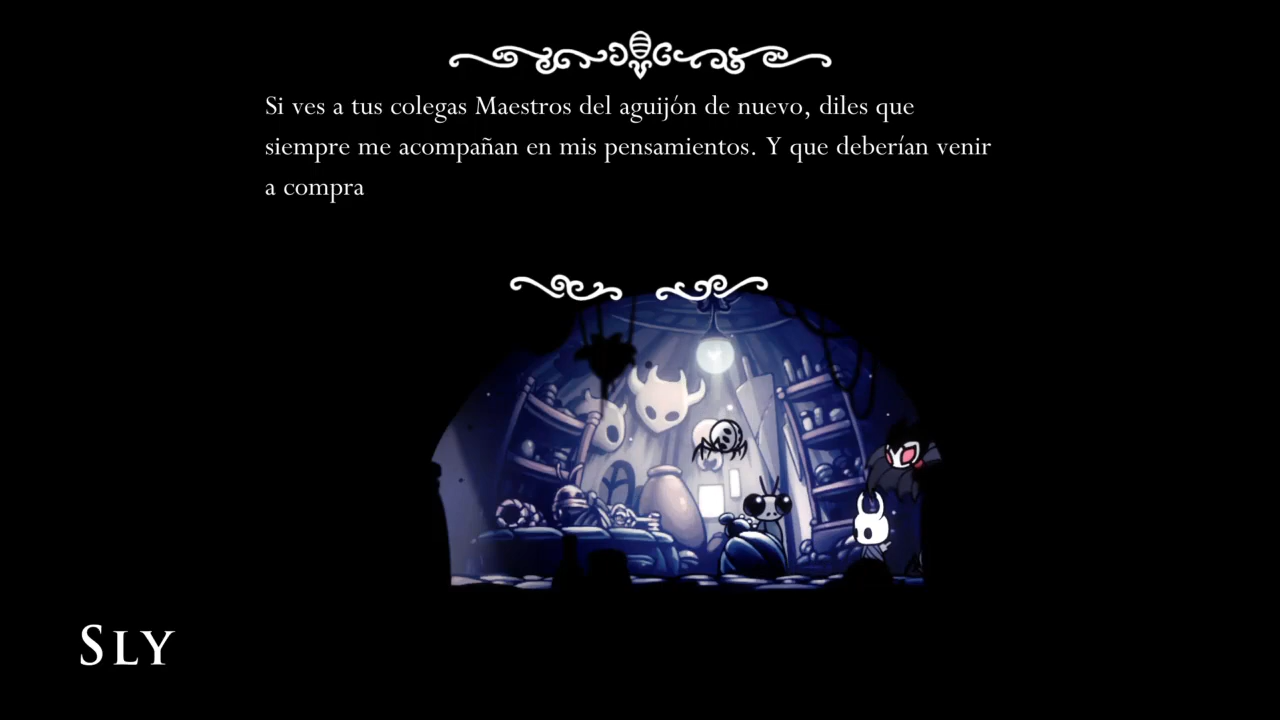 Si ves a tus colegas Maestros del aguijón de nuevo, diles que
siempre me acompañan en mis pensamientos. Y que deberían venir
a compra
SLY